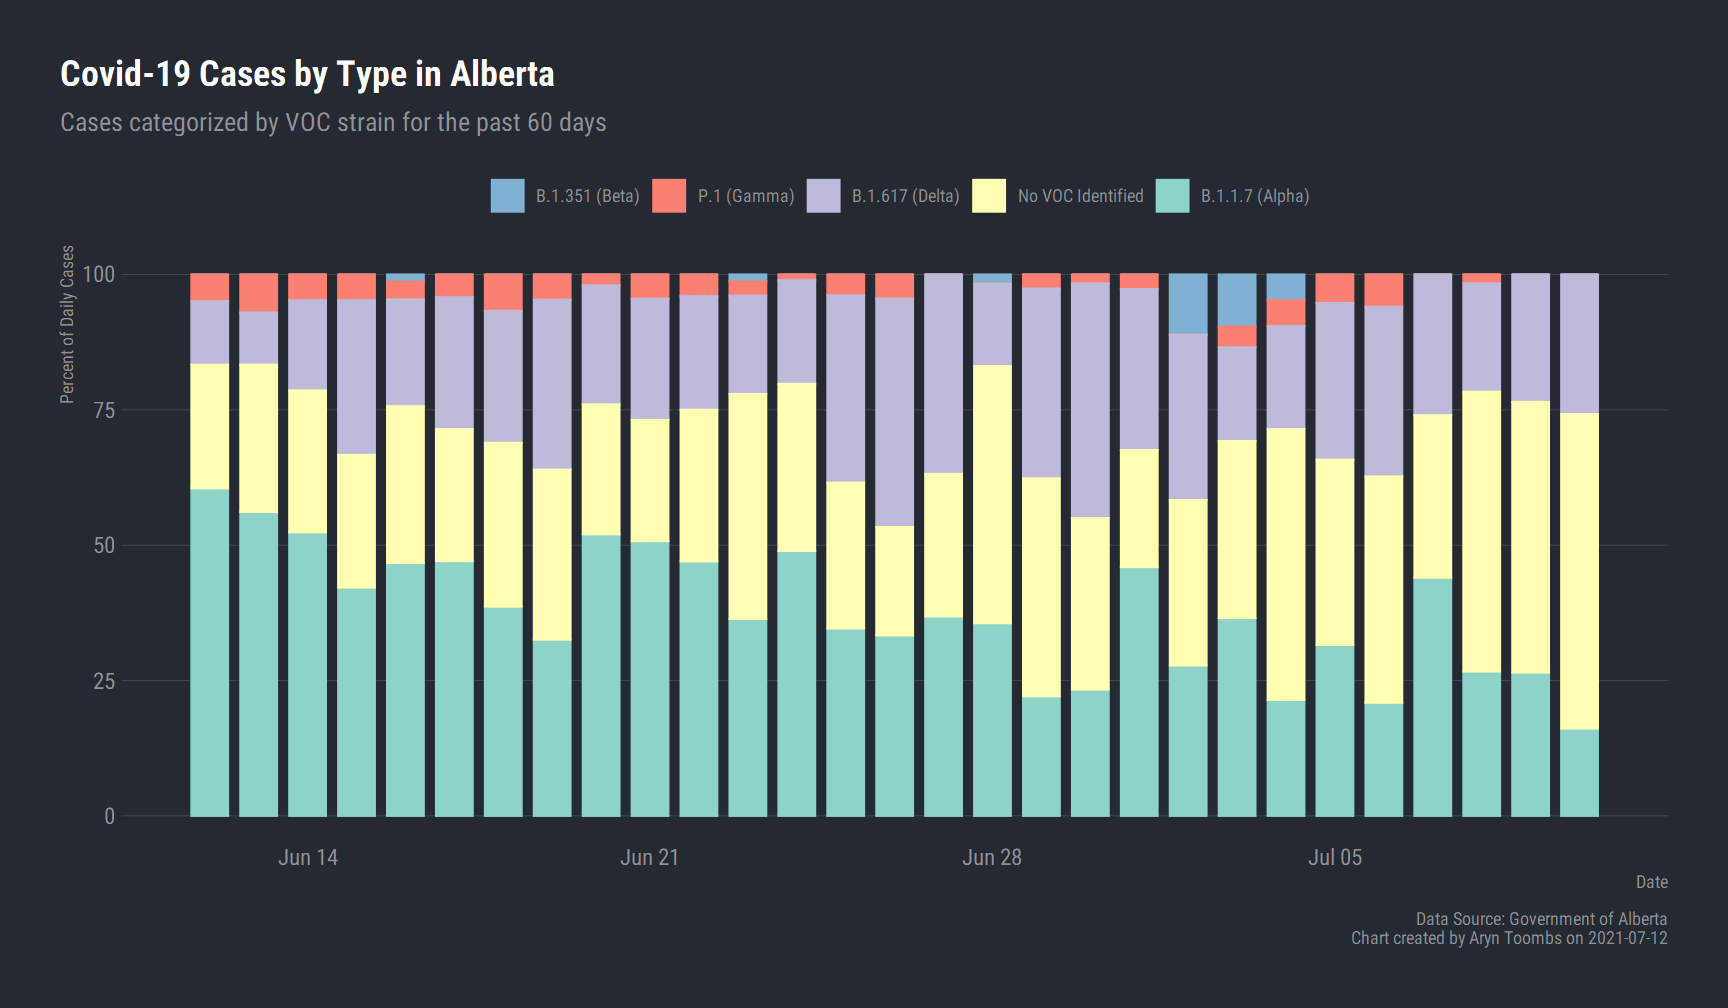 Covid-19 Cases by Type in Alberta
Cases categorized by VOC strain for the past 60 days
B.1.351 (Beta) P.1 (Gamma) B.1.617 (Delta) No VOC Identified B.1.1.7 (Alpha)
Percent of Daily Cases
100
75
50
25
0
Jun 14 Jun 21 Jun 28 Jul 05
Date
Data Source: Government of Alberta
Chart created by Aryn Toombs on 2021-07-12